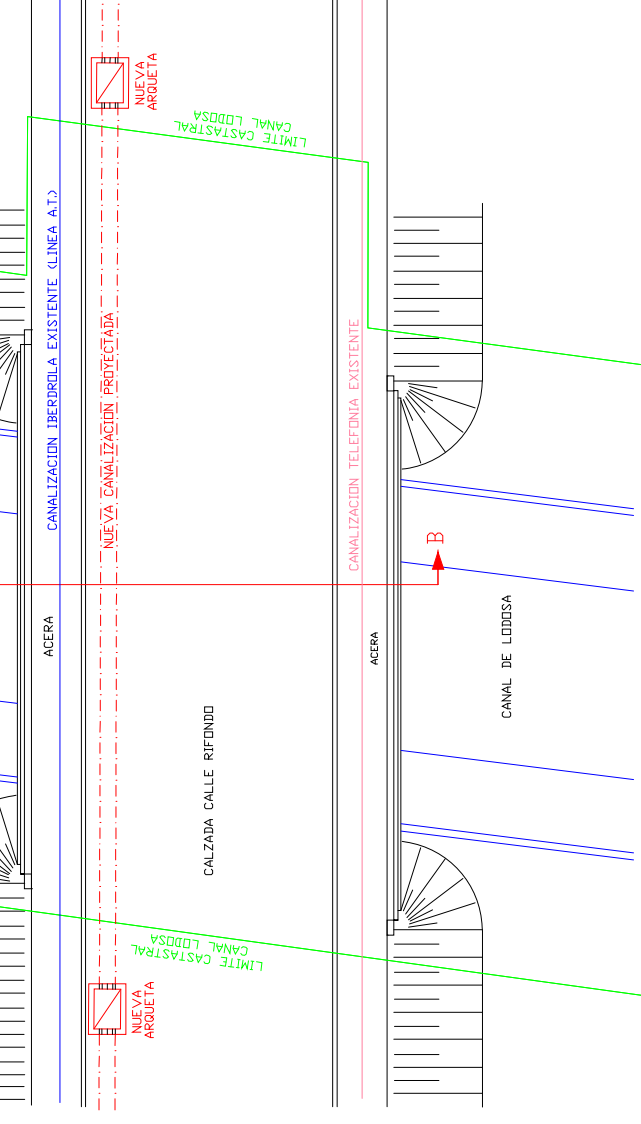 NUEVA
ARQUETA
LIMITE CASTASTRAL
CANAL LODOSA
CANALIZACION IBERDROLA EXISTENTE (LINEA A.T.)
NUEVA CANALIZACION PROYECTADA
CANALIZACION TELEFONIA EXISTENTE
B
ACERA
ACERA
CANAL DE LODOSA
CALZADA CALLE RIFONDO
LIMITE CASTASTRAL
CANAL LODOSA
NUEVA
ARQUETA